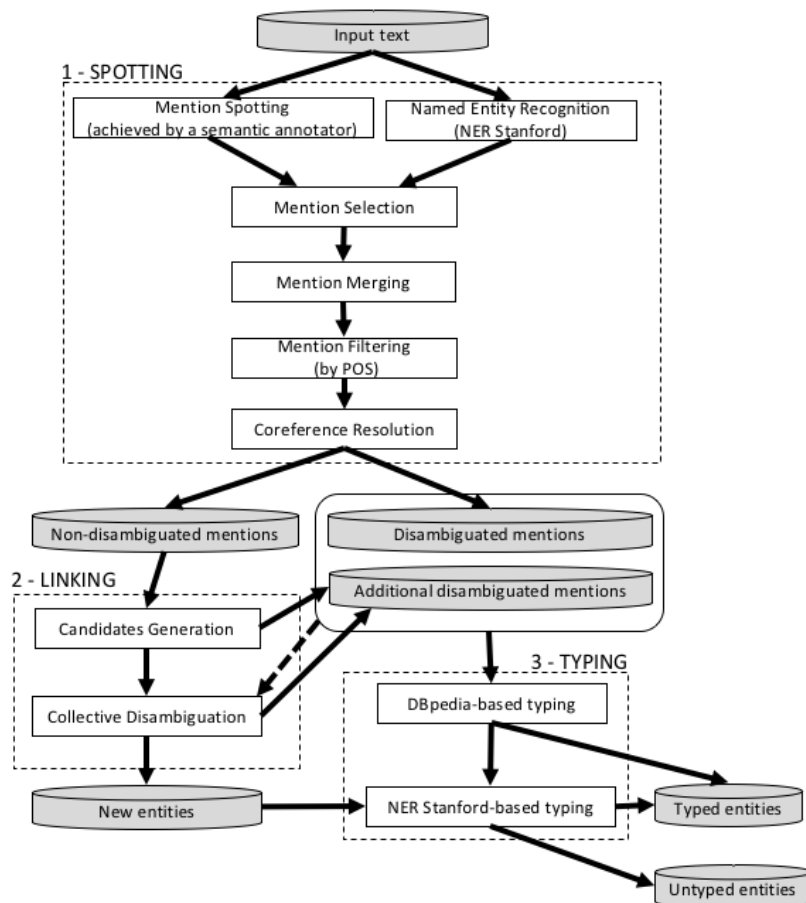 Input text
1 - SPOTTING
Mention Spotting
(achieved by a semantic annotator)
Named Entity Recognition
(NER Stanford)
Mention Selection
Mention Merging
Mention Filtering
(by POS)
Coreference Resolution
Non-disambiguated mentions
Disambiguated mentions
2 - LINKING
Additional disambiguated mentions
Candidates Generation
3 - TYPING
Collective Disambiguation
DBpedia-based typing
New entities
NER Stanford-based typing
Typed entities
Untyped entities